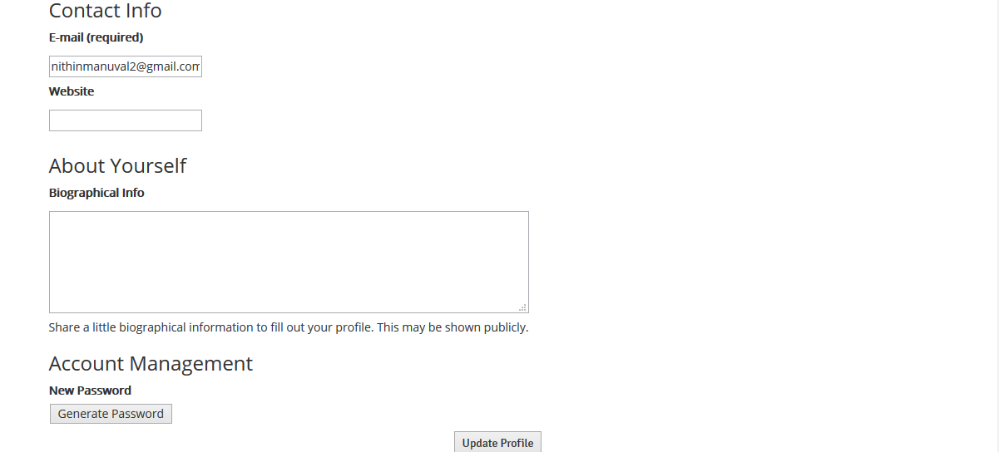 Contact Info
E-mail (required)
nithinmanuval2@gmail.com
Website
About Yourself
Biographical Info
Share a little biographical information to fill out your profile. This may be shown publicly.
Account Management
New Password
Generate Password
Update Profile